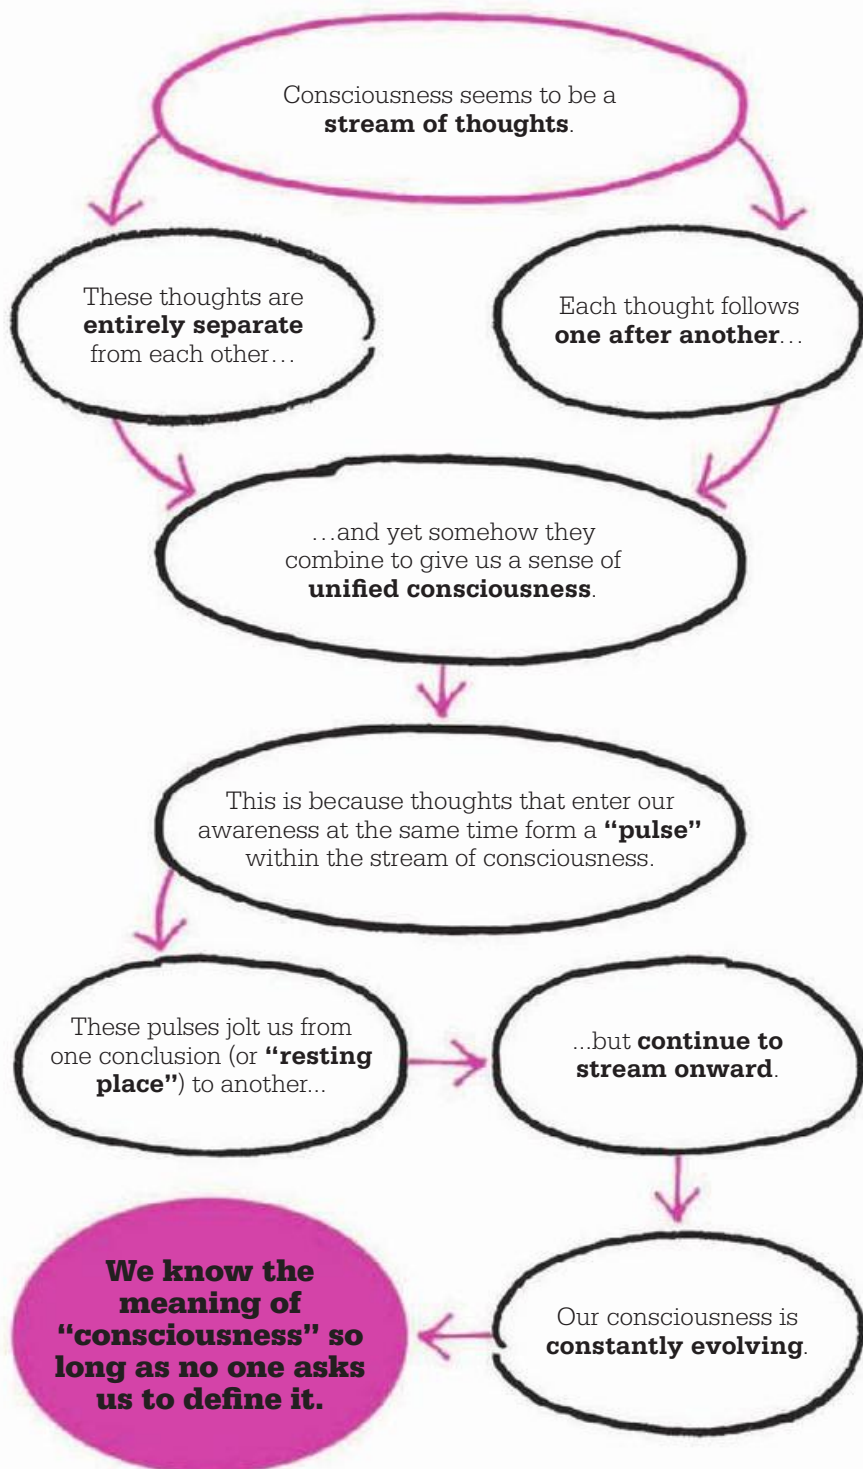 Consciousness seems to be a
stream of thoughts.
These thoughts are
entirely separate
from each other…
Each thought follows
one after another…
…and yet somehow they
combine to give us a sense of
unified consciousness.
This is because thoughts that enter our
awareness at the same time form a “pulse”
within the stream of consciousness.
These pulses jolt us from
one conclusion (or “resting
place”) to another...
...but continue to
stream onward.
Our consciousness is
constantly evolving.
We know the
meaning of
“consciousness” so
long as no one asks
us to define it.